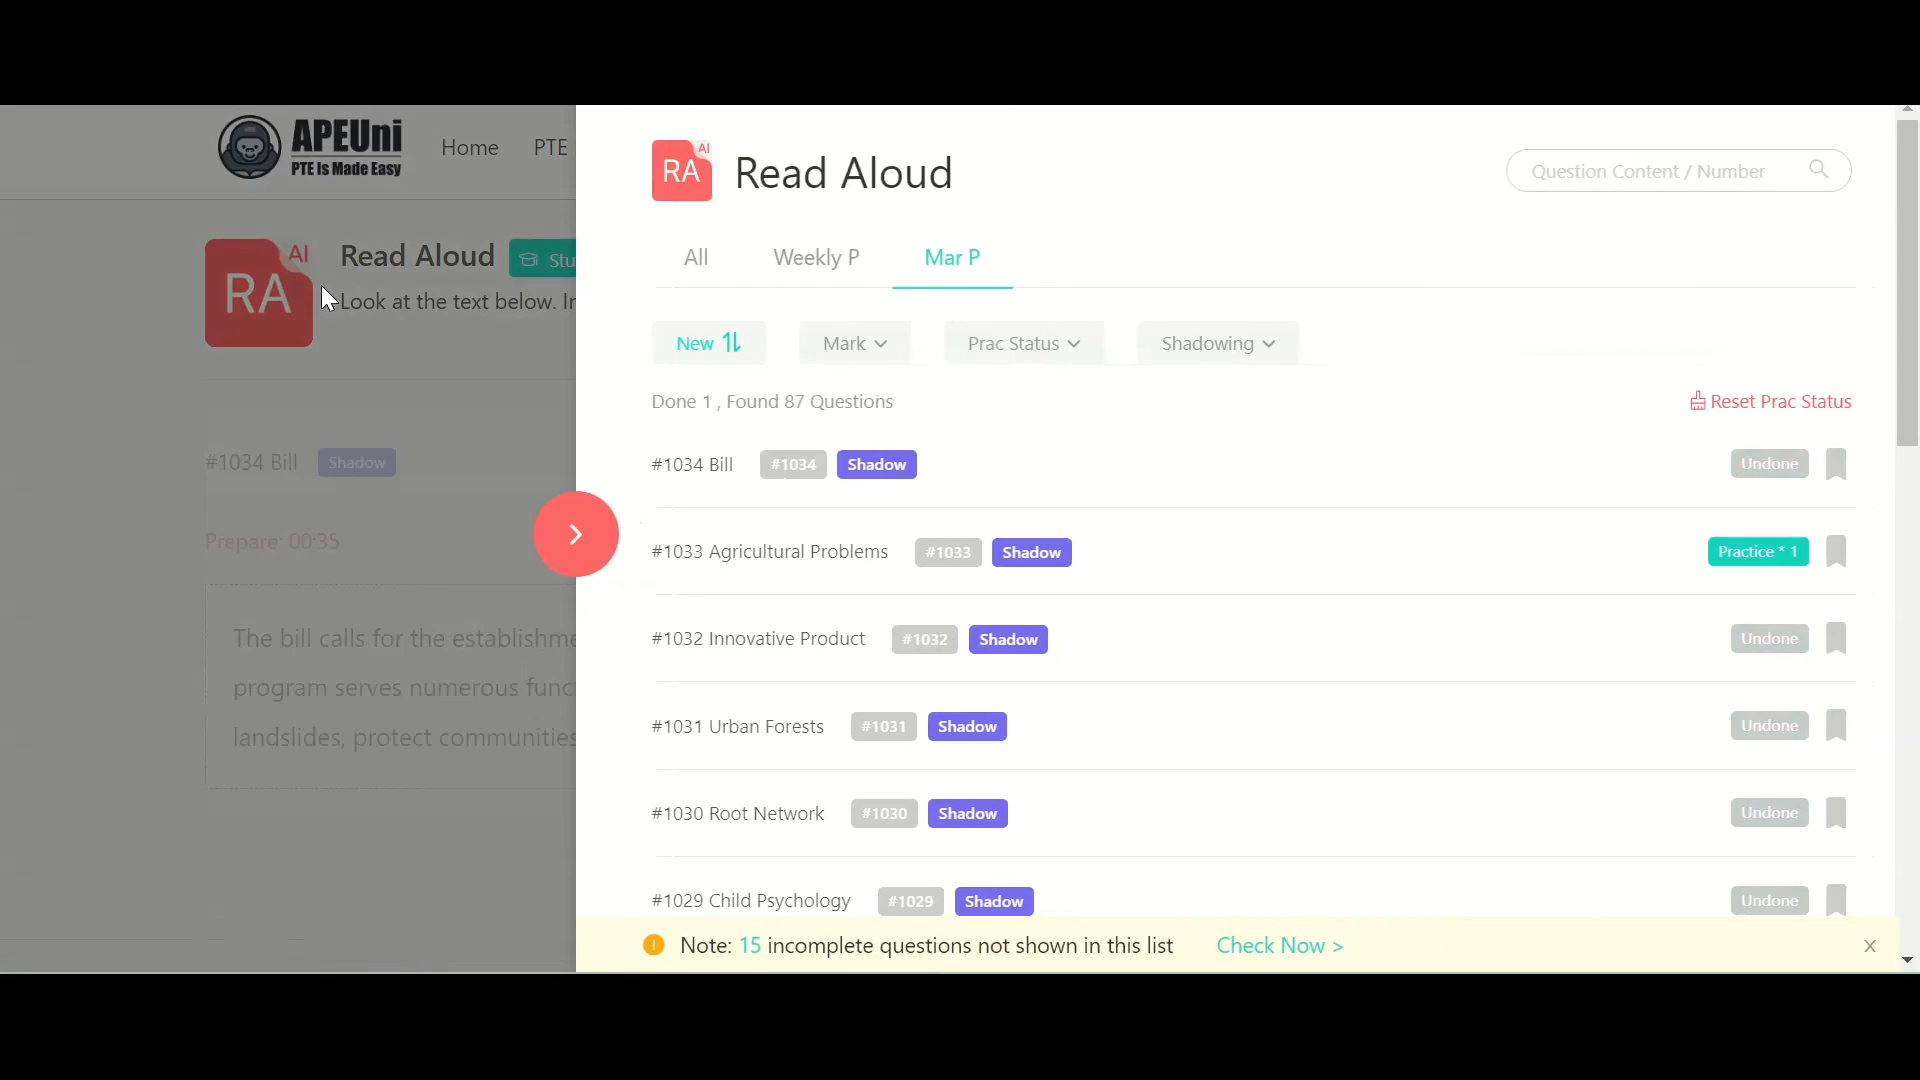 APEUni
PTE Is Made Easy
Home
PTE
RA
AI
Read Aloud
Stu
Look at the text below. In
#1034 Bill
Shadow
Prepare: 00:35
The bill calls for the establishme
program serves numerous funct
landslides, protect communities
RA
AI
Read Aloud
Question Content / Number
All
Weekly P
Mar P
New
Mark
Prac Status
Shadowing
Done 1 , Found 87 Questions
Reset Prac Status
#1034 Bill #1034 Shadow Undone
#1033 Agricultural Problems #1033 Shadow Practice * 1
#1032 Innovative Product #1032 Shadow Undone
#1031 Urban Forests #1031 Shadow Undone
#1030 Root Network #1030 Shadow Undone
#1029 Child Psychology #1029 Shadow Undone
Note: 15 incomplete questions not shown in this list Check Now > x